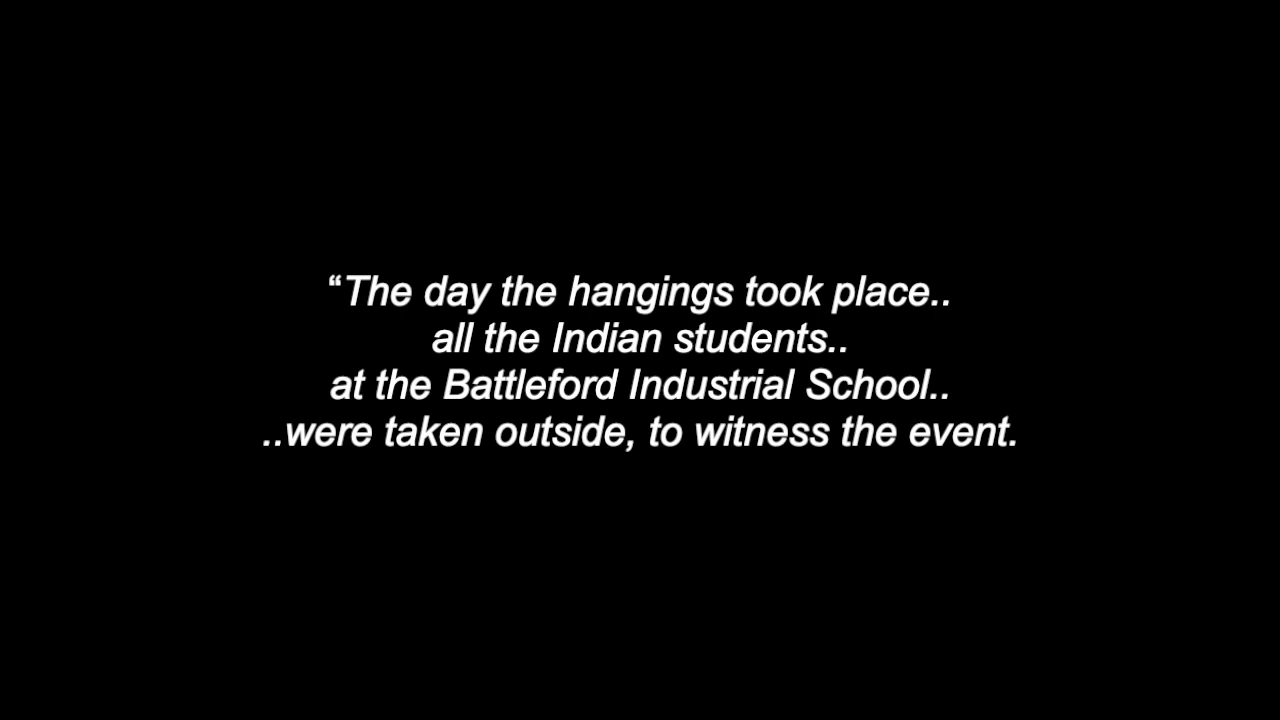 “The day the hangings took place..
all the Indian students..
at the Battleford Industrial School..
..were taken outside, to witness the event.